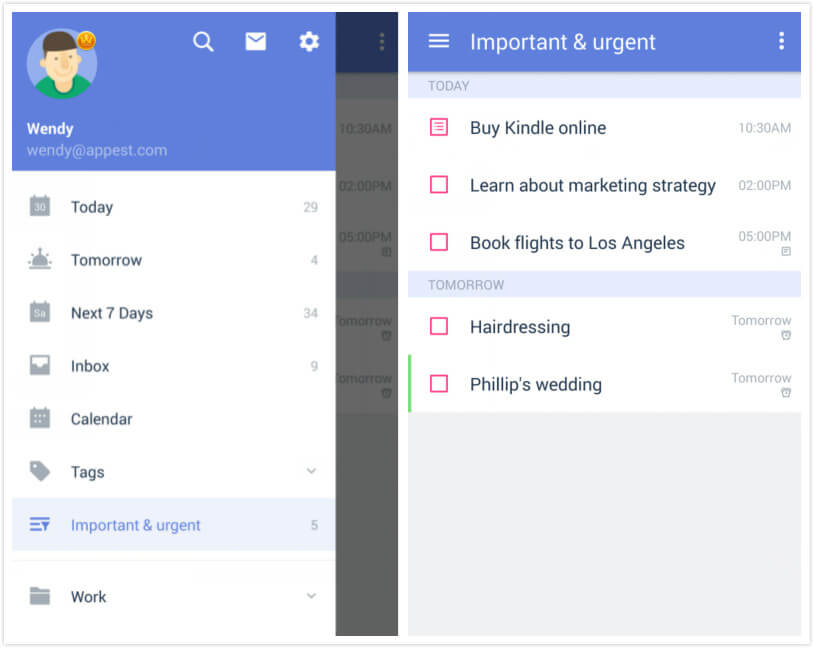 Wendy
wendy@appest.com
30 Today 29
Tomorrow 4
Sa Next 7 Days 34
Inbox 9
Calendar
Tags
Important & urgent 5
Work
10:30AM
02:00PM
05:00PM
Tomorrow
Tomorrow
Important & urgent
TODAY
Buy Kindle online 10:30AM
Learn about marketing strategy 02:00PM
Book flights to Los Angeles 05:00PM
TOMORROW
Hairdressing Tomorrow
Phillip's wedding Tomorrow